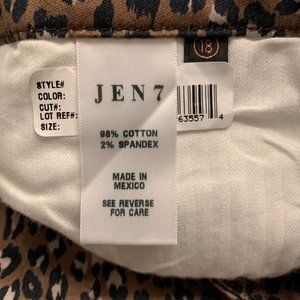 18
STYLE#
COLOR:
CUT#:
LOT REF#:
SIZE:
JEN7
98% COTTON
2% SPANDEX
MADE IN
MÉXICO
SEE REVERSE
FOR CARE
63557 4